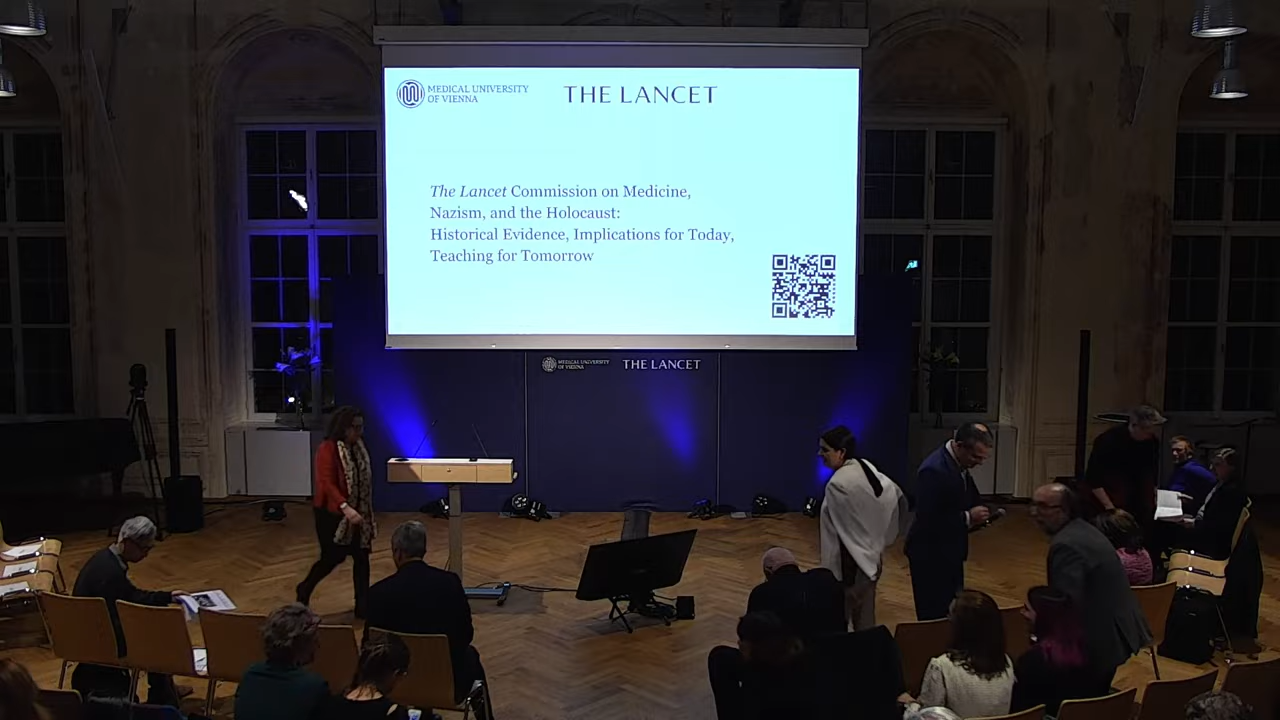 MEDICAL UNIVERSITY
OF VIENNA
THE LANCET
The Lancet Commission on Medicine,
Nazism, and the Holocaust:
Historical Evidence, Implications for Today,
Teaching for Tomorrow
MEDICAL UNIVERSITY
OF VIENNA
THE LANCET